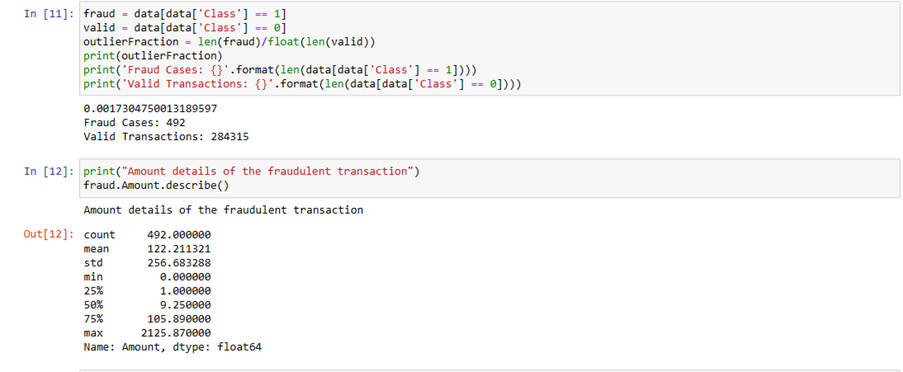 In [11]: fraud = data[data['Class'] == 1]
valid = data[data['Class'] == 0]
outlierFraction = len(fraud)/float(len(valid))
print(outlierFraction)
print('Fraud Cases: {}'.format(len(data[data['Class'] == 1])))
print('Valid Transactions: {}'.format(len(data[data['Class'] == 0])))
0.0017304750013189597
Fraud Cases: 492
Valid Transactions: 284315
In [12]: print("Amount details of the fraudulent transaction")
fraud.Amount.describe()
Amount details of the fraudulent transaction
Out[12]: count 492.000000
mean 122.211321
std 256.683288
min 0.000000
25% 1.000000
50% 9.250000
75% 105.890000
max 2125.870000
Name: Amount, dtype: float64